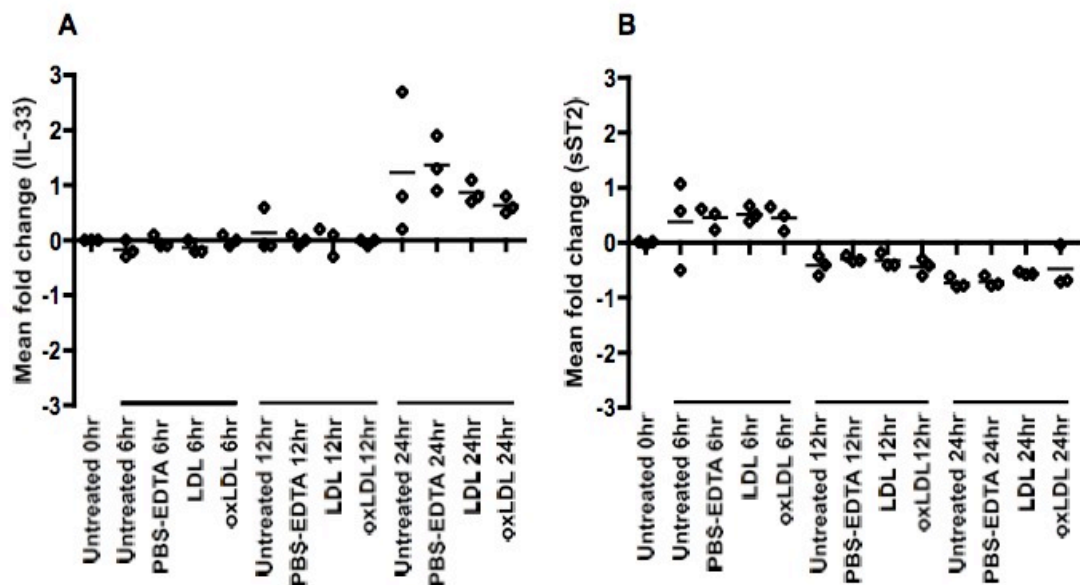 A
Mean fold change (IL-33)
3
2
1
0
-1
-2
-3
Untreated 0hr
Untreated 6hr
PBS-EDTA 6hr
LDL 6hr
oxLDL 6hr
Untreated 12hr
PBS-EDTA 12hr
LDL 12hr
oxLDL12hr
Untreated 24hr
PBS-EDTA 24hr
LDL 24hr
oxLDL 24hr
B
Mean fold change (sST2)
3
2
1
0
-1
-2
-3
Untreated 0hr
Untreated 6hr
PBS-EDTA 6hr
LDL 6hr
oxLDL 6hr
Untreated 12hr
PBS-EDTA 12hr
LDL 12hr
oxLDL12hr
Untreated 24hr
PBS-EDTA 24hr
LDL 24hr
oxLDL 24hr